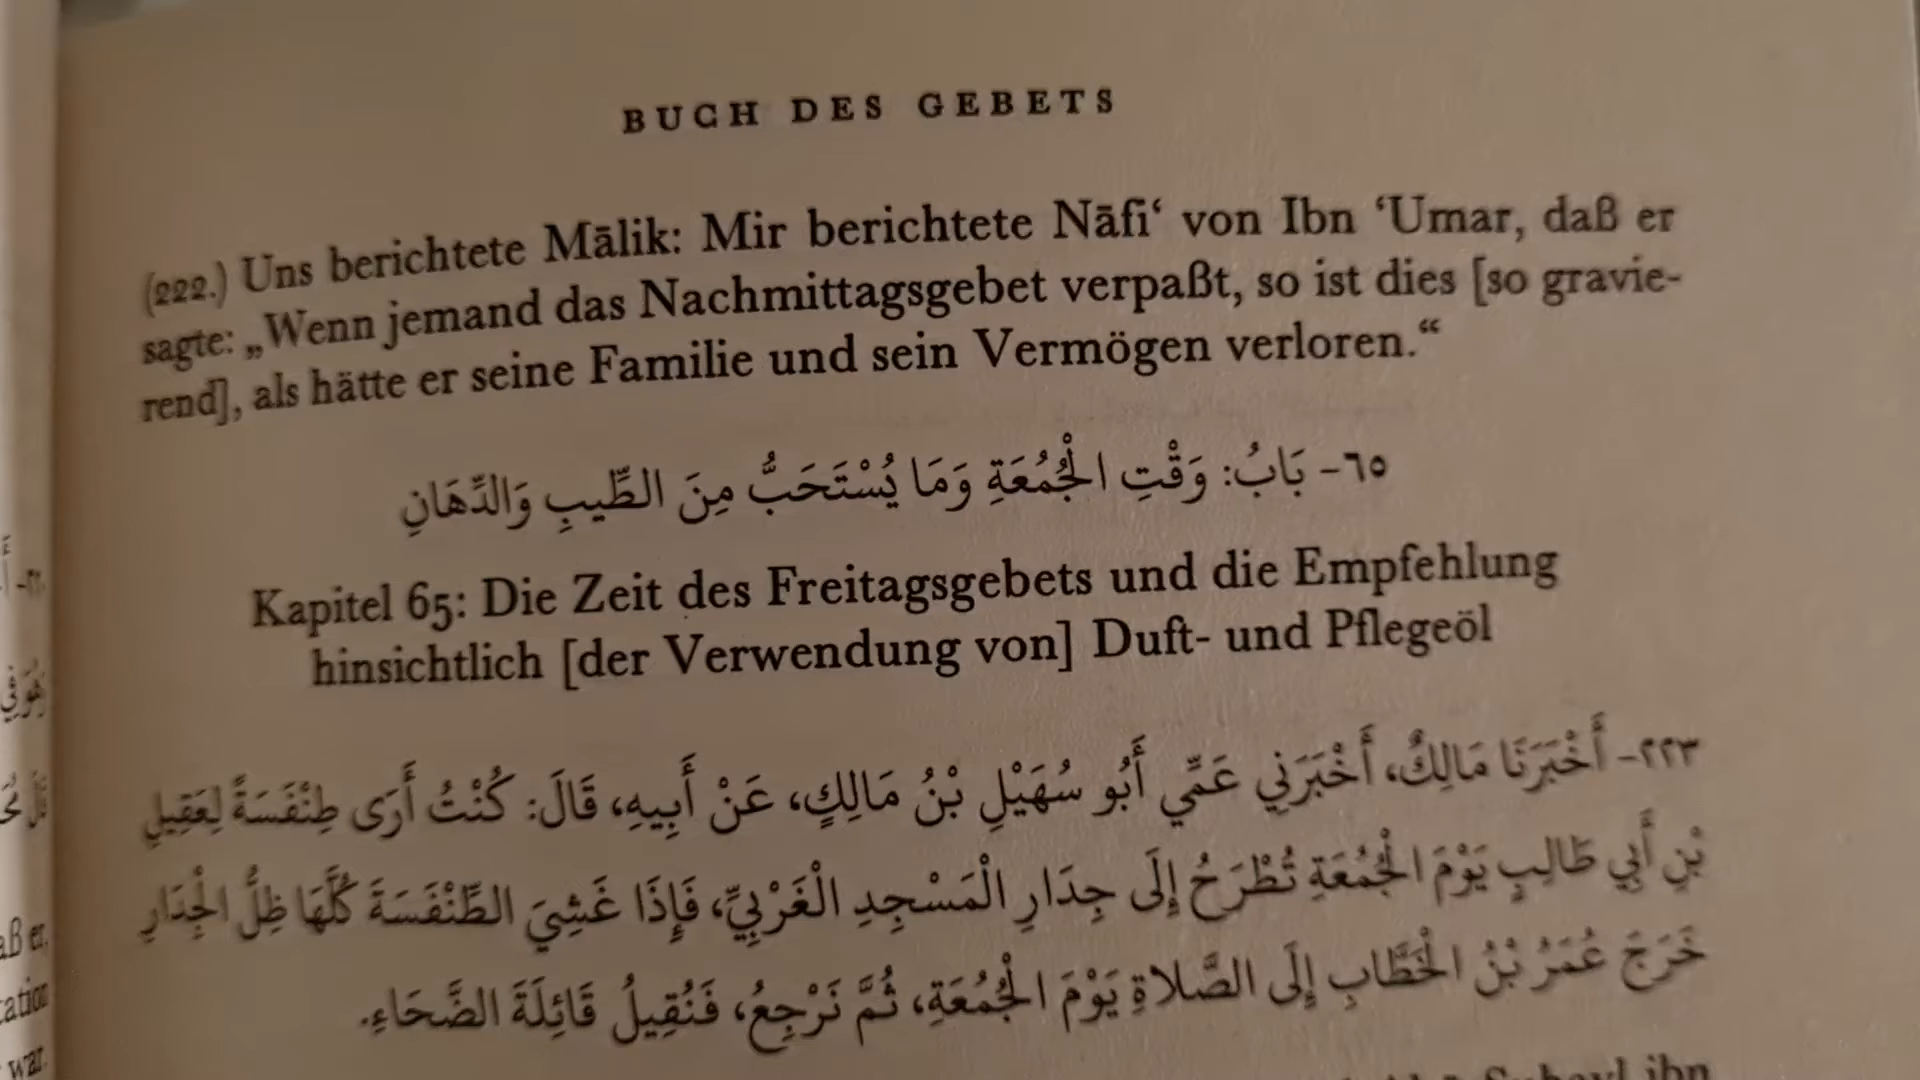 BUCH DES GEBETS
(222.) Uns berichtete Mālik: Mir berichtete Nāfi‘ von Ibn ‘Umar, daß er
sagte: „Wenn jemand das Nachmittagsgebet verpaßt, so ist dies [so gravie-
rend], als hätte er seine Familie und sein Vermögen verloren.“
٦٥- بَابُ: وَقْتِ الْجُمُعَةِ وَمَا يُسْتَحَبُّ مِنَ الطِّيبِ وَالدِّهَانِ
Kapitel 65: Die Zeit des Freitagsgebets und die Empfehlung
hinsichtlich [der Verwendung von] Duft- und Pflegeöl
٢٢٣- أَخْبَرَنَا مَالِكٌ، أَخْبَرَنِي عَمِّي أَبُو سُهَيْلِ بْنُ مَالِكٍ، عَنْ أَبِيهِ، قَالَ: كُنْتُ أَرَى طِنْفَسَةً لِعَقِيلِ
بْنِ أَبِي طَالِبٍ يَوْمَ الْجُمُعَةِ تُطْرَحُ إِلَى جِدَارِ الْمَسْجِدِ الْغَرْبِيِّ، فَإِذَا غَشِيَ الطِّنْفَسَةَ كُلَّهَا ظِلُّ الْجِدَارِ
خَرَجَ عُمَرُ بْنُ الْخَطَّابِ إِلَى الصَّلَاةِ يَوْمَ الْجُمُعَةِ، ثُمَّ نَرْجِعُ، فَنُقِيلُ قَائِلَةَ الضَّحَاءِ.
ibn